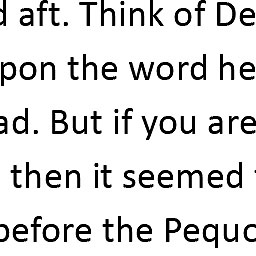 d aft. Think of De
pon the word he
ad. But if you are
then it seemed
before the Pequo